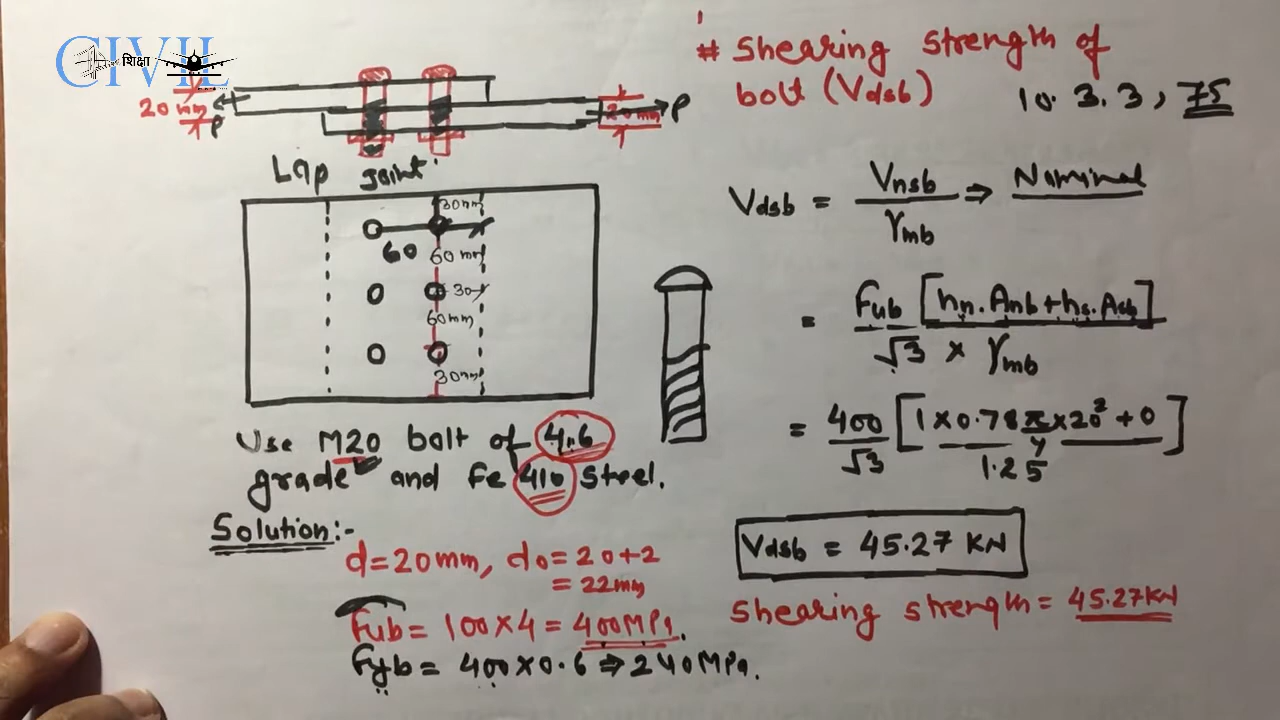 CIVIL
शिक्षा
20 mm
P
20 mm
P
Lap Joint
30mm
60
60 mm
30
60mm
30mm
Use M20 bolt of 4.6
grade and Fe 410 Steel.
Solution:-
d=20mm, do= 20+2
= 22mm
Fub= 100×4= 400MPa.
Fyb= 400×0.6 ⇒ 240MPa.
# Shearing strength of
bolt (Vdsb) 10.3.3, 75
Vdsb = Vnsb/γmb ⇒ Nominal
= Fub [nn.Anb+ns.Asb] / √3 × γmb
= 400/√3 [1×0.78 π/4 ×20² +0] / 1.25
Vdsb = 45.27 KN
Shearing strength= 45.27KN